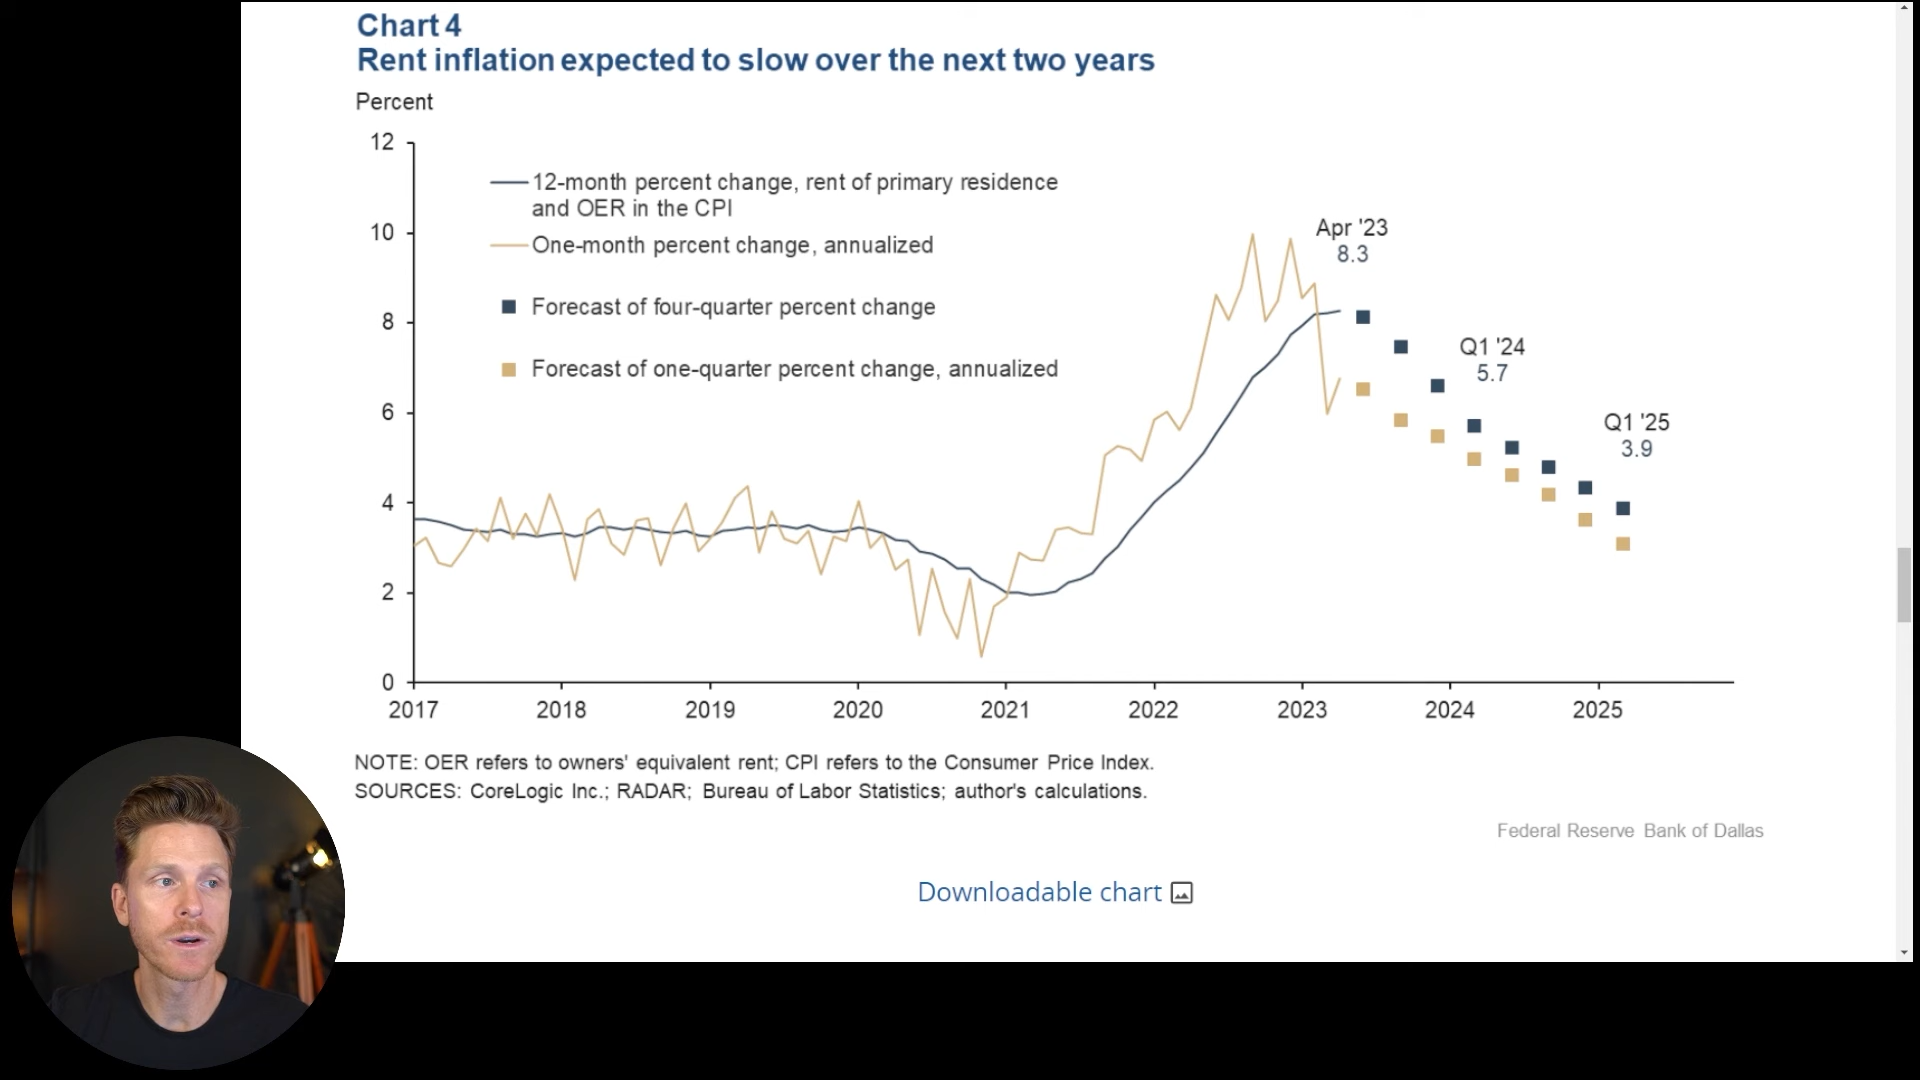 Chart 4
Rent inflation expected to slow over the next two years
Percent
12
10
8
6
4
2
0
12-month percent change, rent of primary residence
and OER in the CPI
One-month percent change, annualized
Forecast of four-quarter percent change
Forecast of one-quarter percent change, annualized
Apr '23
8.3
Q1 '24
5.7
Q1 '25
3.9
2017 2018 2019 2020 2021 2022 2023 2024 2025
NOTE: OER refers to owners' equivalent rent; CPI refers to the Consumer Price Index.
SOURCES: CoreLogic Inc.; RADAR; Bureau of Labor Statistics; author's calculations.
Federal Reserve Bank of Dallas
Downloadable chart